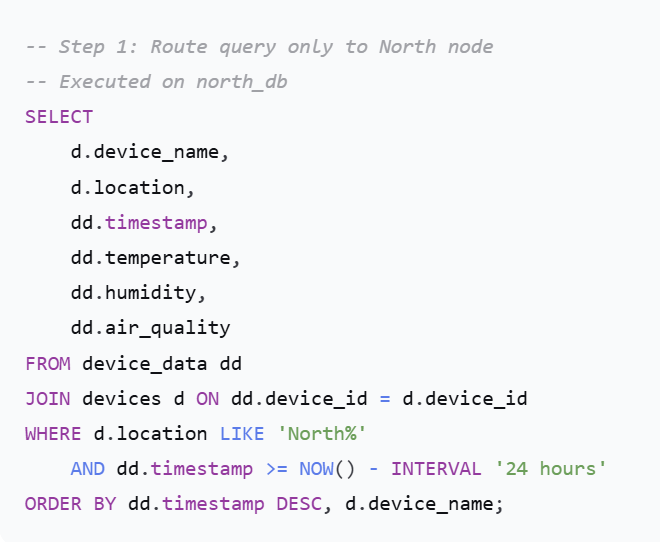 -- Step 1: Route query only to North node
-- Executed on north_db
SELECT
    d.device_name,
    d.location,
    dd.timestamp,
    dd.temperature,
    dd.humidity,
    dd.air_quality
FROM device_data dd
JOIN devices d ON dd.device_id = d.device_id
WHERE d.location LIKE 'North%'
    AND dd.timestamp >= NOW() - INTERVAL '24 hours'
ORDER BY dd.timestamp DESC, d.device_name;